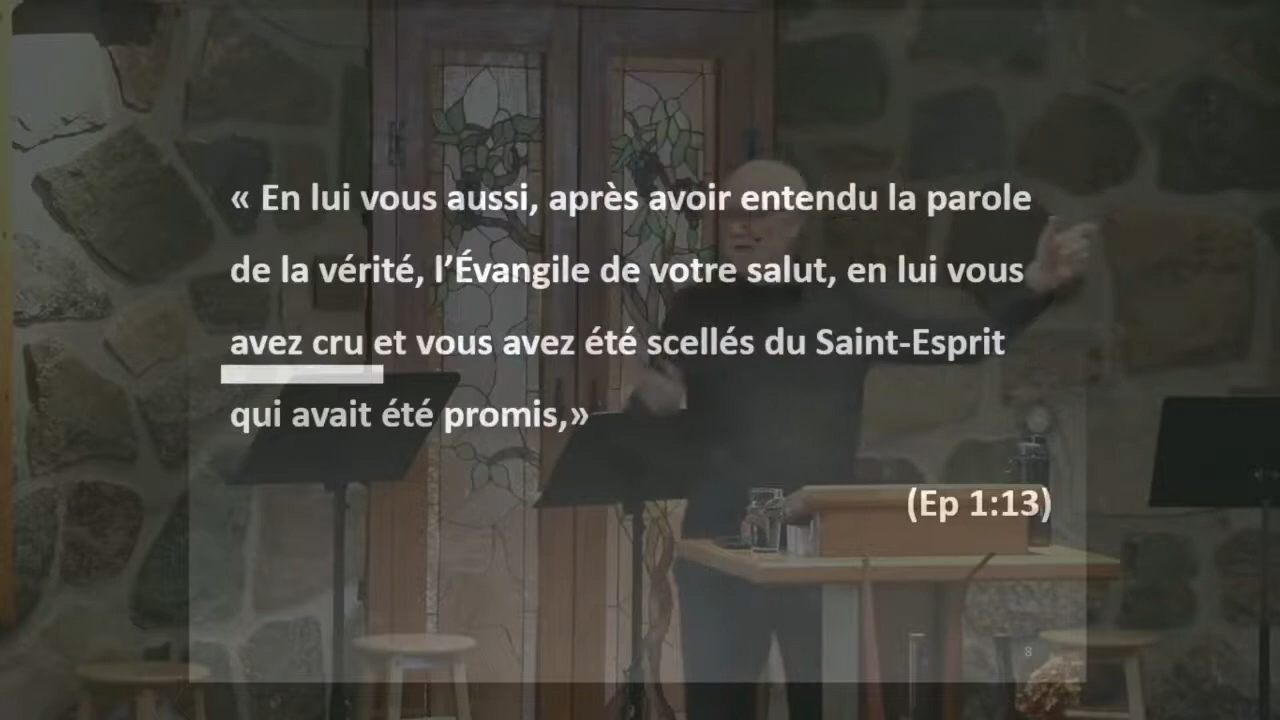 « En lui vous aussi, après avoir entendu la parole
de la vérité, l’Évangile de votre salut, en lui vous
avez cru et vous avez été scellés du Saint-Esprit
qui avait été promis,»
(Ep 1:13)
8